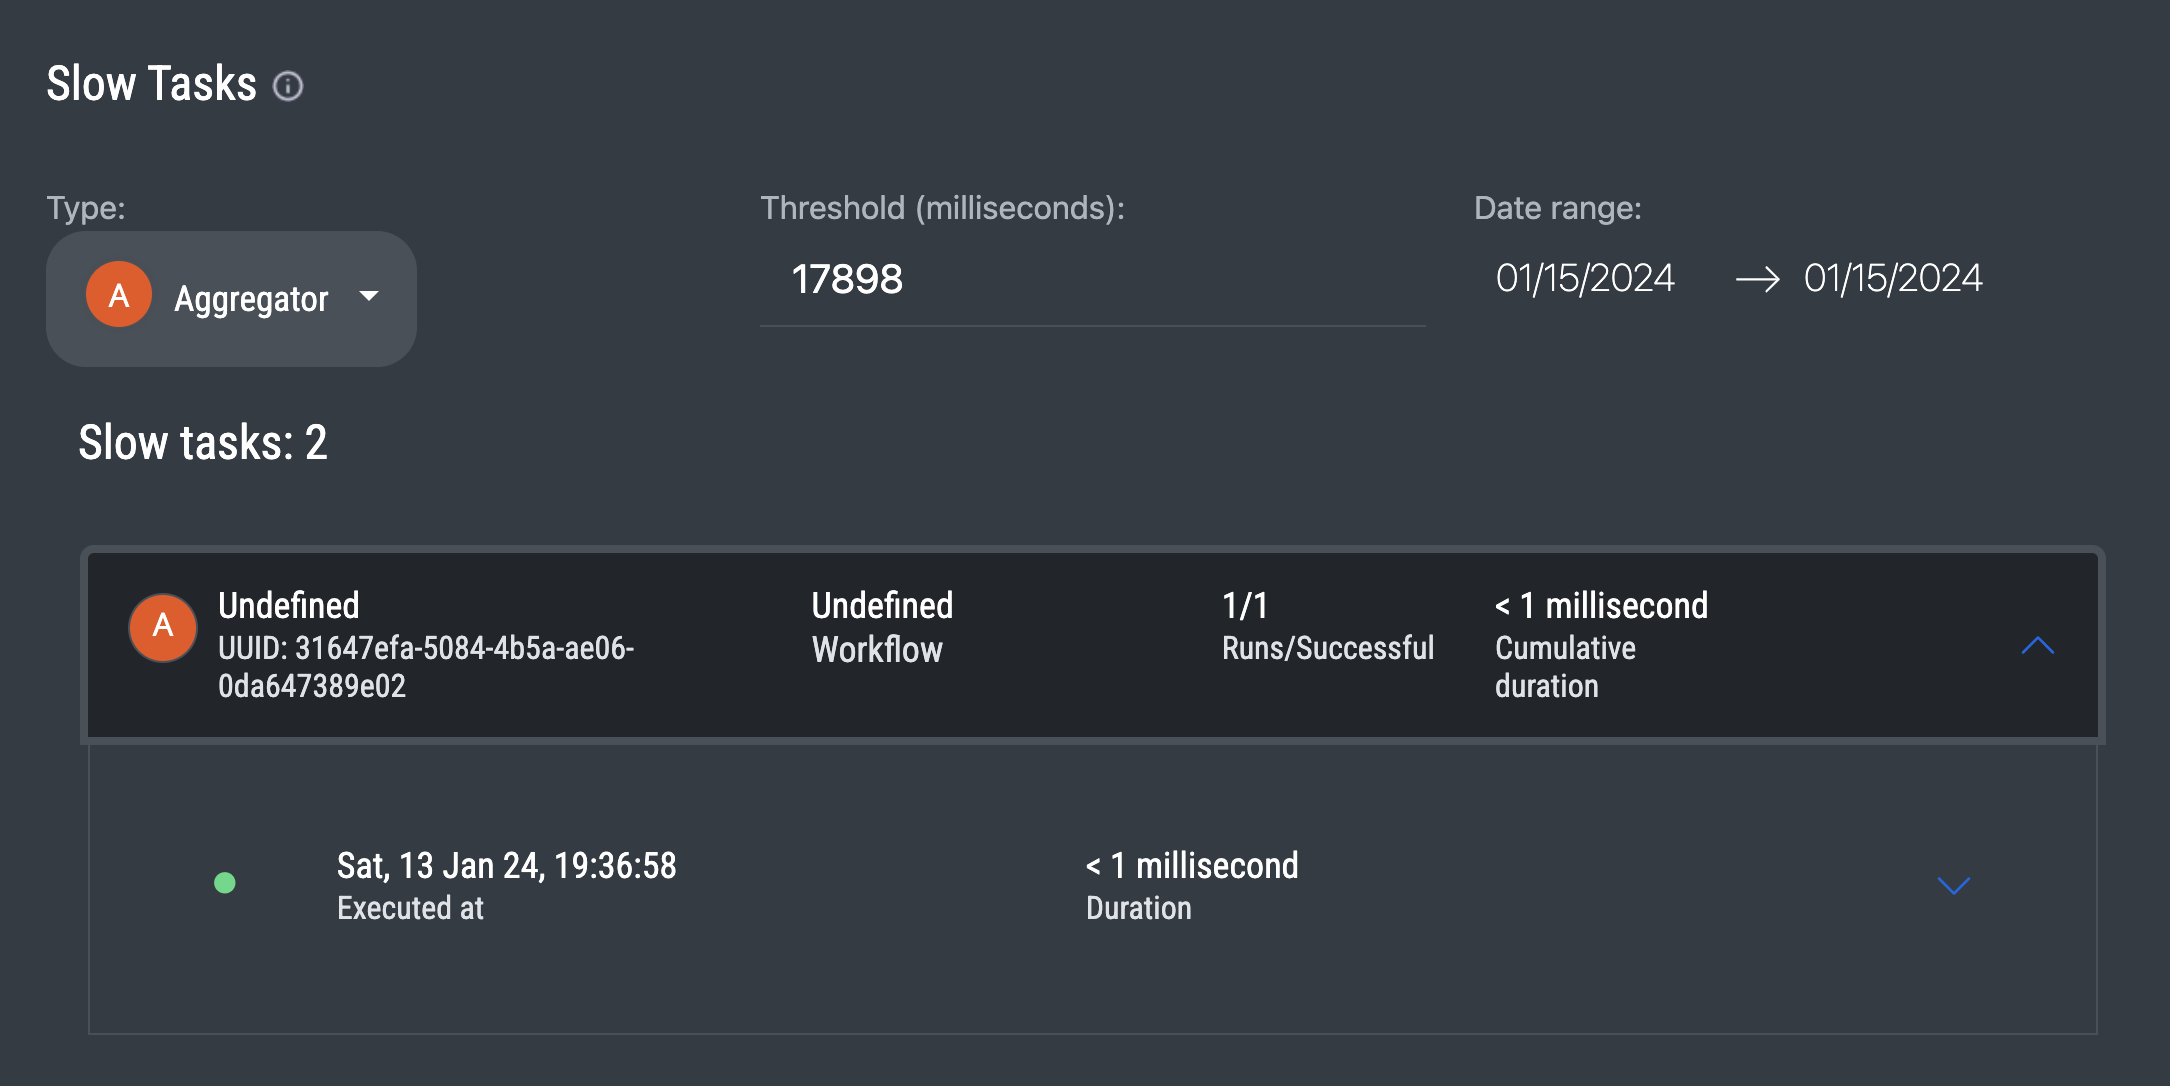 Slow Tasks
Type:
A Aggregator
Threshold (milliseconds):
17898
Date range:
01/15/2024 → 01/15/2024
Slow tasks: 2
A
Undefined
UUID: 31647efa-5084-4b5a-ae06-
0da647389e02
Undefined
Workflow
1/1
Runs/Successful
< 1 millisecond
Cumulative
duration
Sat, 13 Jan 24, 19:36:58
Executed at
< 1 millisecond
Duration